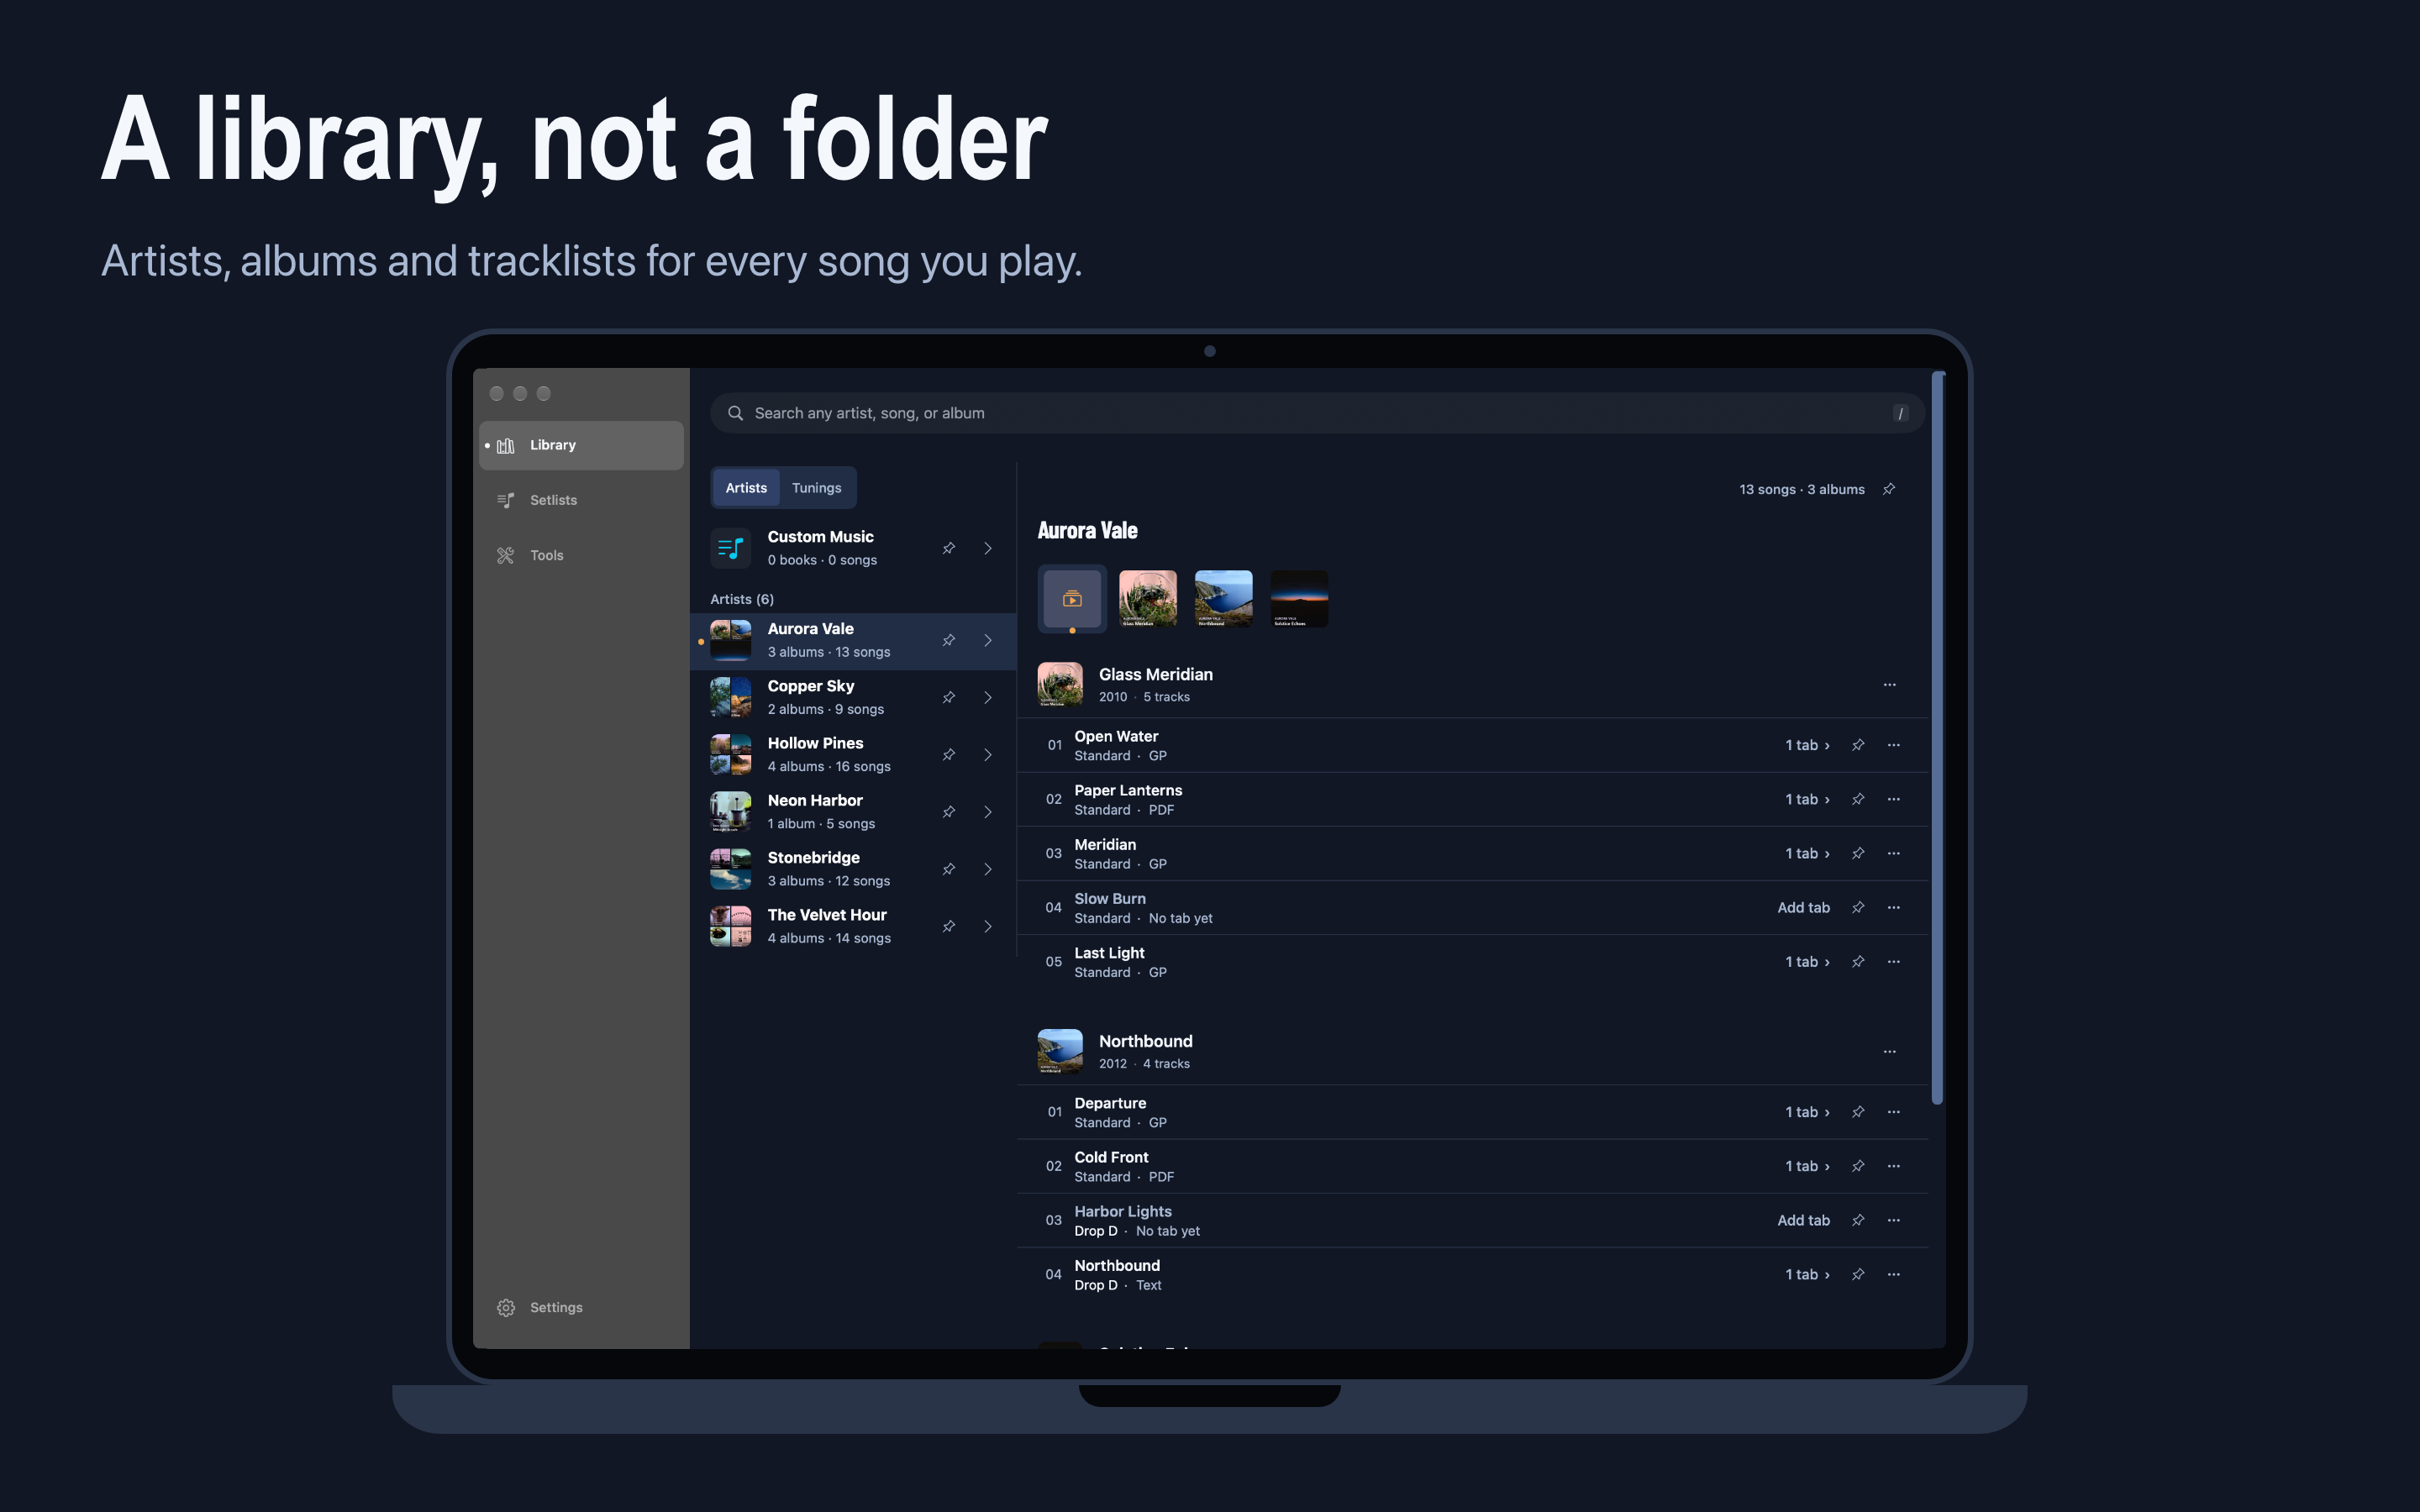 A library, not a folder
Artists, albums and tracklists for every song you play.
Search any artist, song, or album
/
Library
Setlists
Tools
Settings
Artists
Tunings
Custom Music
0 books · 0 songs
Artists (6)
Aurora Vale
3 albums · 13 songs
Copper Sky
2 albums · 9 songs
Hollow Pines
4 albums · 16 songs
Neon Harbor
1 album · 5 songs
Stonebridge
3 albums · 12 songs
The Velvet Hour
4 albums · 14 songs
13 songs · 3 albums
Aurora Vale
Glass Meridian
Northbound
Solstice Echoes
Glass Meridian
2010 · 5 tracks
01 Open Water
Standard · GP
1 tab ›
02 Paper Lanterns
Standard · PDF
1 tab ›
03 Meridian
Standard · GP
1 tab ›
04 Slow Burn
Standard · No tab yet
Add tab
05 Last Light
Standard · GP
1 tab ›
Northbound
2012 · 4 tracks
01 Departure
Standard · GP
1 tab ›
02 Cold Front
Standard · PDF
1 tab ›
03 Harbor Lights
Drop D · No tab yet
Add tab
04 Northbound
Drop D · Text
1 tab ›